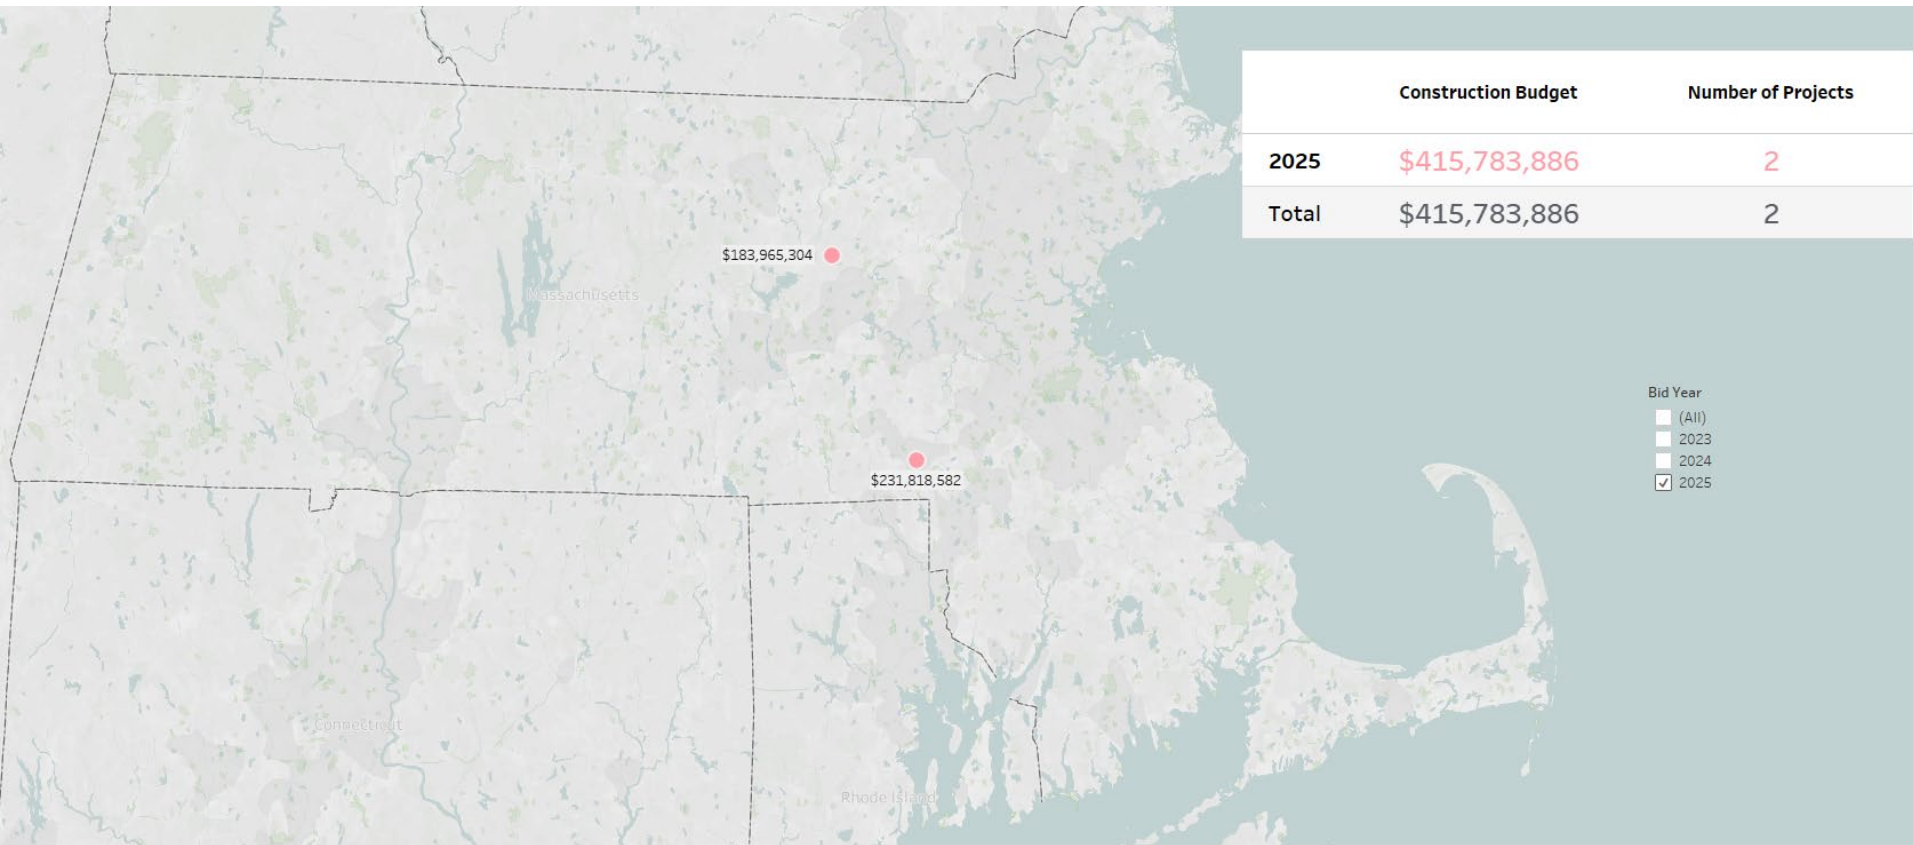 Construction Budget Number of Projects
2025 $415,783,886 2
Total $415,783,886 2
$183,965,304
Massachusetts
Bid Year
(All)
2023
2024
2025
$231,818,582
Connecticut
Rhode Island